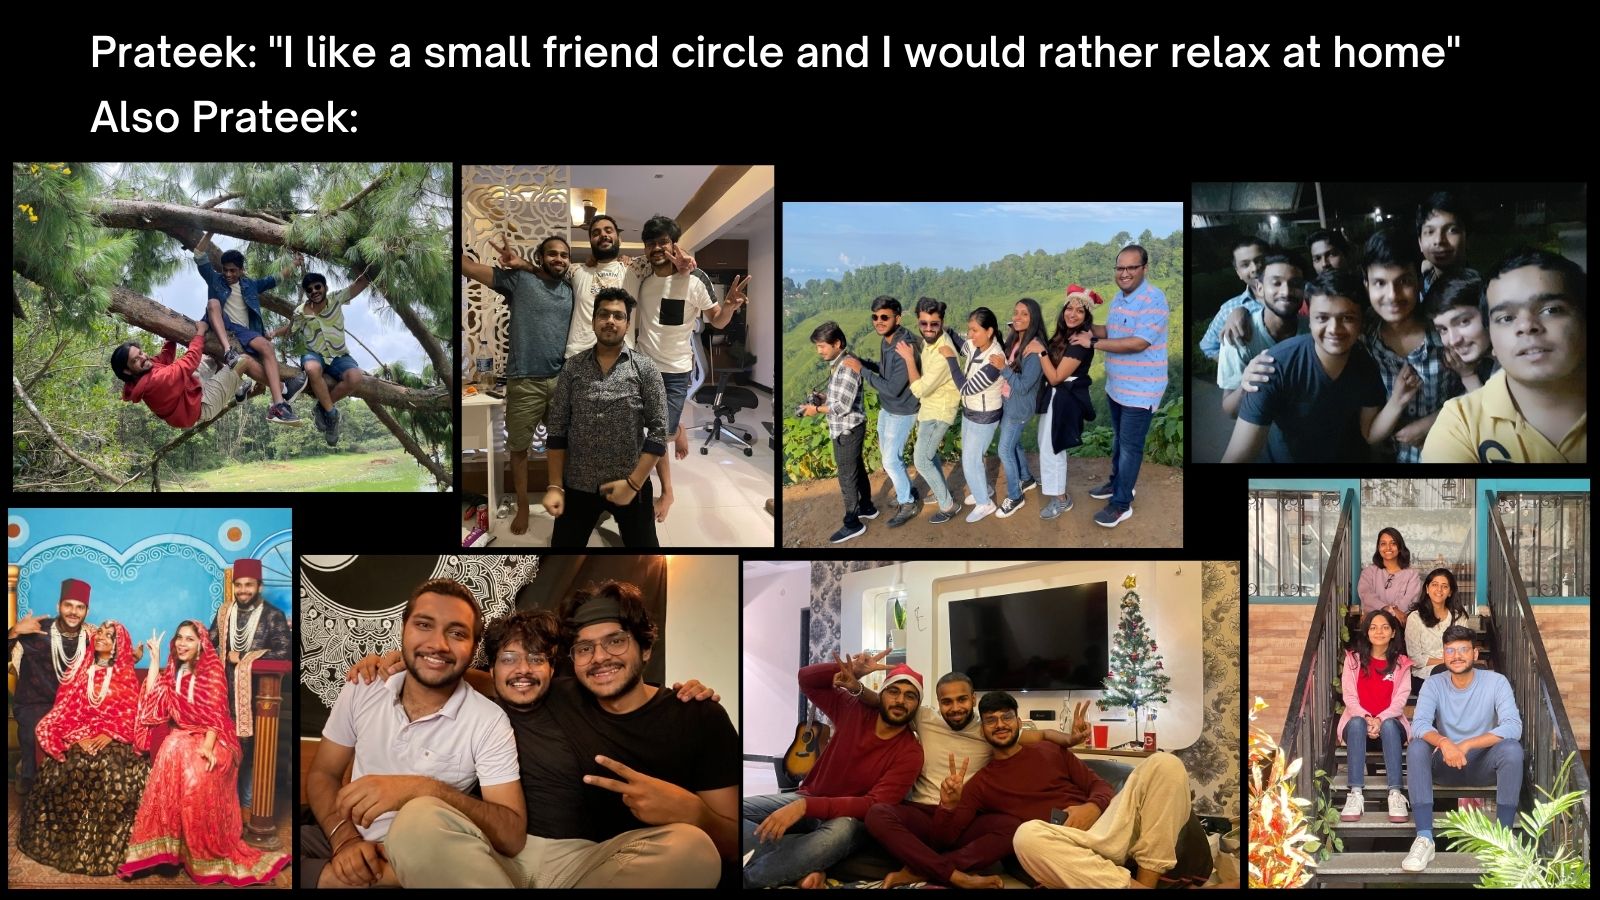 Prateek: "I like a small friend circle and I would rather relax at home"
Also Prateek: